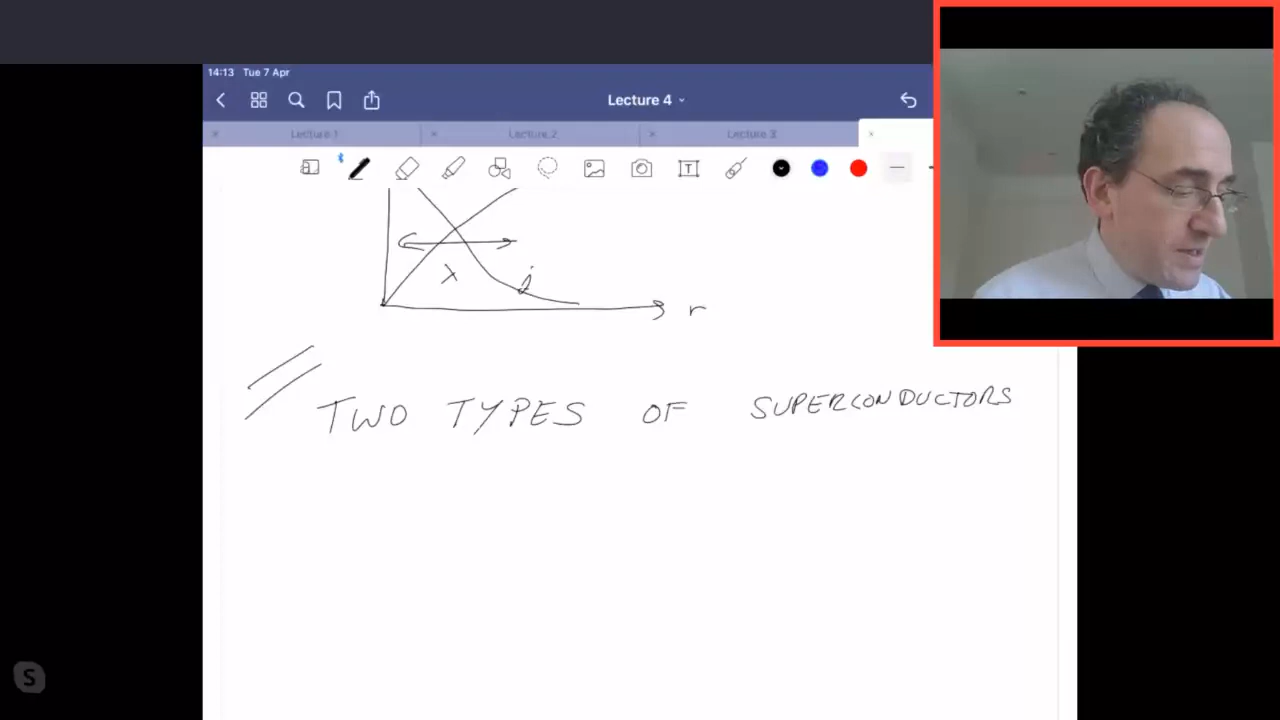 14:13 Tue 7 Apr
Lecture 4
Lecture 1
Lecture 2
Lecture 3
T
λ
j
r
TWO TYPES OF SUPERCONDUCTORS
S